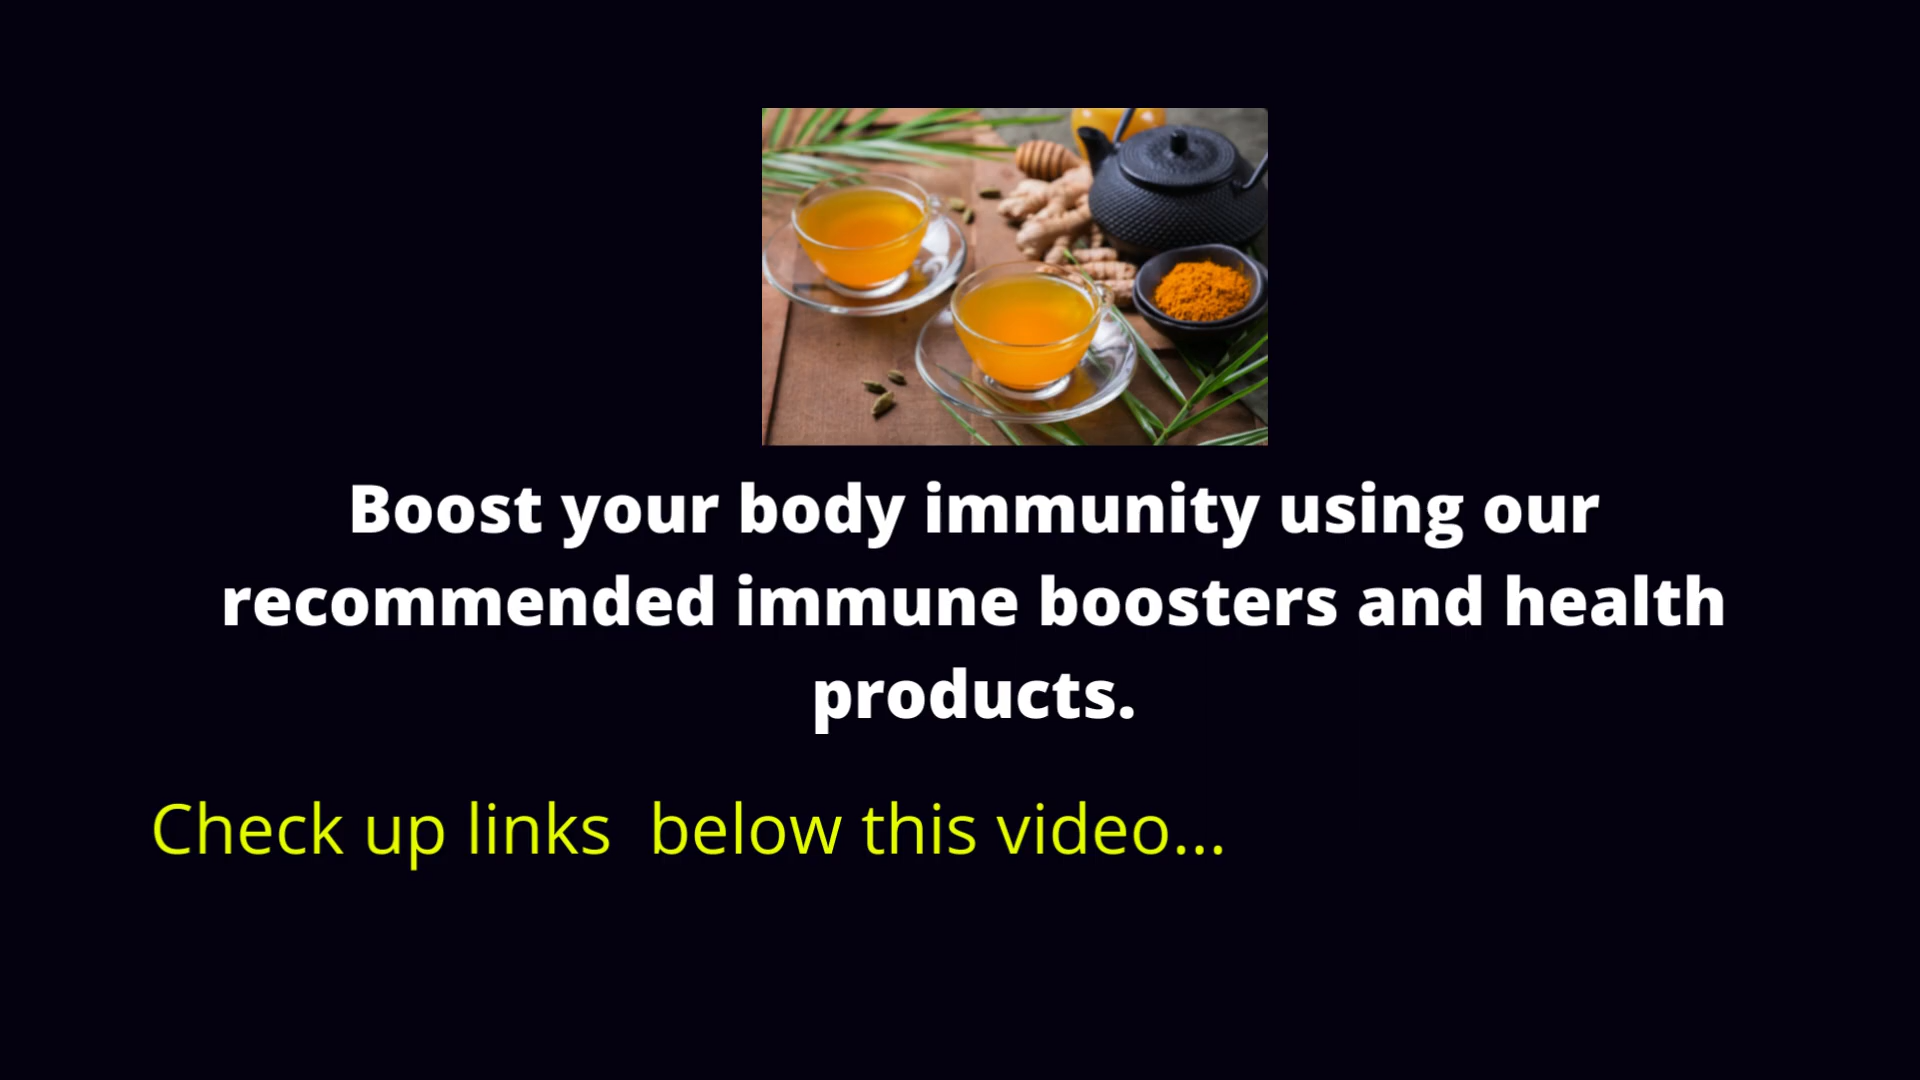 Boost your body immunity using our
recommended immune boosters and health
products.
Check up links  below this video...